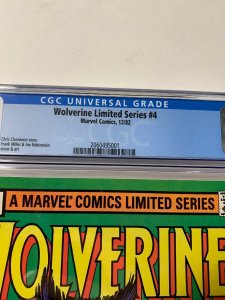 CGC UNIVERSAL GRADE
Wolverine Limited Series #4
Marvel Comics, 12/82
Chris Claremont story
Frank Miller & Joe Rubinstein
cover & art
2060495001
A MARVEL COMICS LIMITED SERIES
WOLVERINE